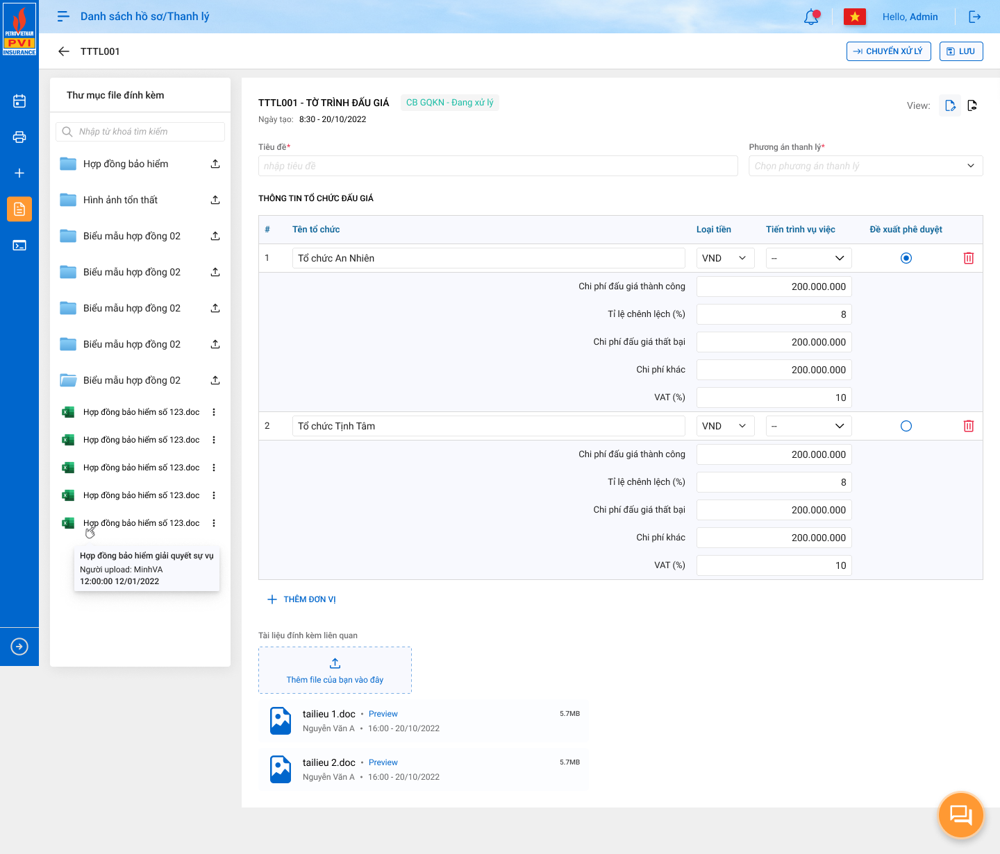 PETROVIETNAM
PVI
INSURANCE
Danh sách hồ sơ/Thanh lý
Hello, Admin
TTTL001
CHUYỂN XỬ LÝ
LƯU
Thư mục file đính kèm
Nhập từ khoá tìm kiếm
Hợp đồng bảo hiểm
Hình ảnh tổn thất
Biểu mẫu hợp đồng 02
Biểu mẫu hợp đồng 02
Biểu mẫu hợp đồng 02
Biểu mẫu hợp đồng 02
Biểu mẫu hợp đồng 02
Hợp đồng bảo hiểm số 123.doc
Hợp đồng bảo hiểm số 123.doc
Hợp đồng bảo hiểm số 123.doc
Hợp đồng bảo hiểm số 123.doc
Hợp đồng bảo hiểm số 123.doc
Hợp đồng bảo hiểm giải quyết sự vụ
Người upload: MinhVA
12:00:00 12/01/2022
TTTL001 - TỜ TRÌNH ĐẤU GIÁ
CB GQKN - Đang xử lý
Ngày tạo: 8:30 - 20/10/2022
View:
Tiêu đề*
nhập tiêu đề
Phương án thanh lý*
Chọn phương án thanh lý
THÔNG TIN TỔ CHỨC ĐẤU GIÁ
# Tên tổ chức Loại tiền Tiến trình vụ việc Đề xuất phê duyệt
1 Tổ chức An Nhiên VND --
Chi phí đấu giá thành công 200.000.000
Tỉ lệ chênh lệch (%) 8
Chi phí đấu giá thất bại 200.000.000
Chi phí khác 200.000.000
VAT (%) 10
2 Tổ chức Tịnh Tâm VND --
Chi phí đấu giá thành công 200.000.000
Tỉ lệ chênh lệch (%) 8
Chi phí đấu giá thất bại 200.000.000
Chi phí khác 200.000.000
VAT (%) 10
THÊM ĐƠN VỊ
Tài liệu đính kèm liên quan
Thêm file của bạn vào đây
tailieu 1.doc • Preview 5.7MB
Nguyễn Văn A • 16:00 - 20/10/2022
tailieu 2.doc • Preview 5.7MB
Nguyễn Văn A • 16:00 - 20/10/2022